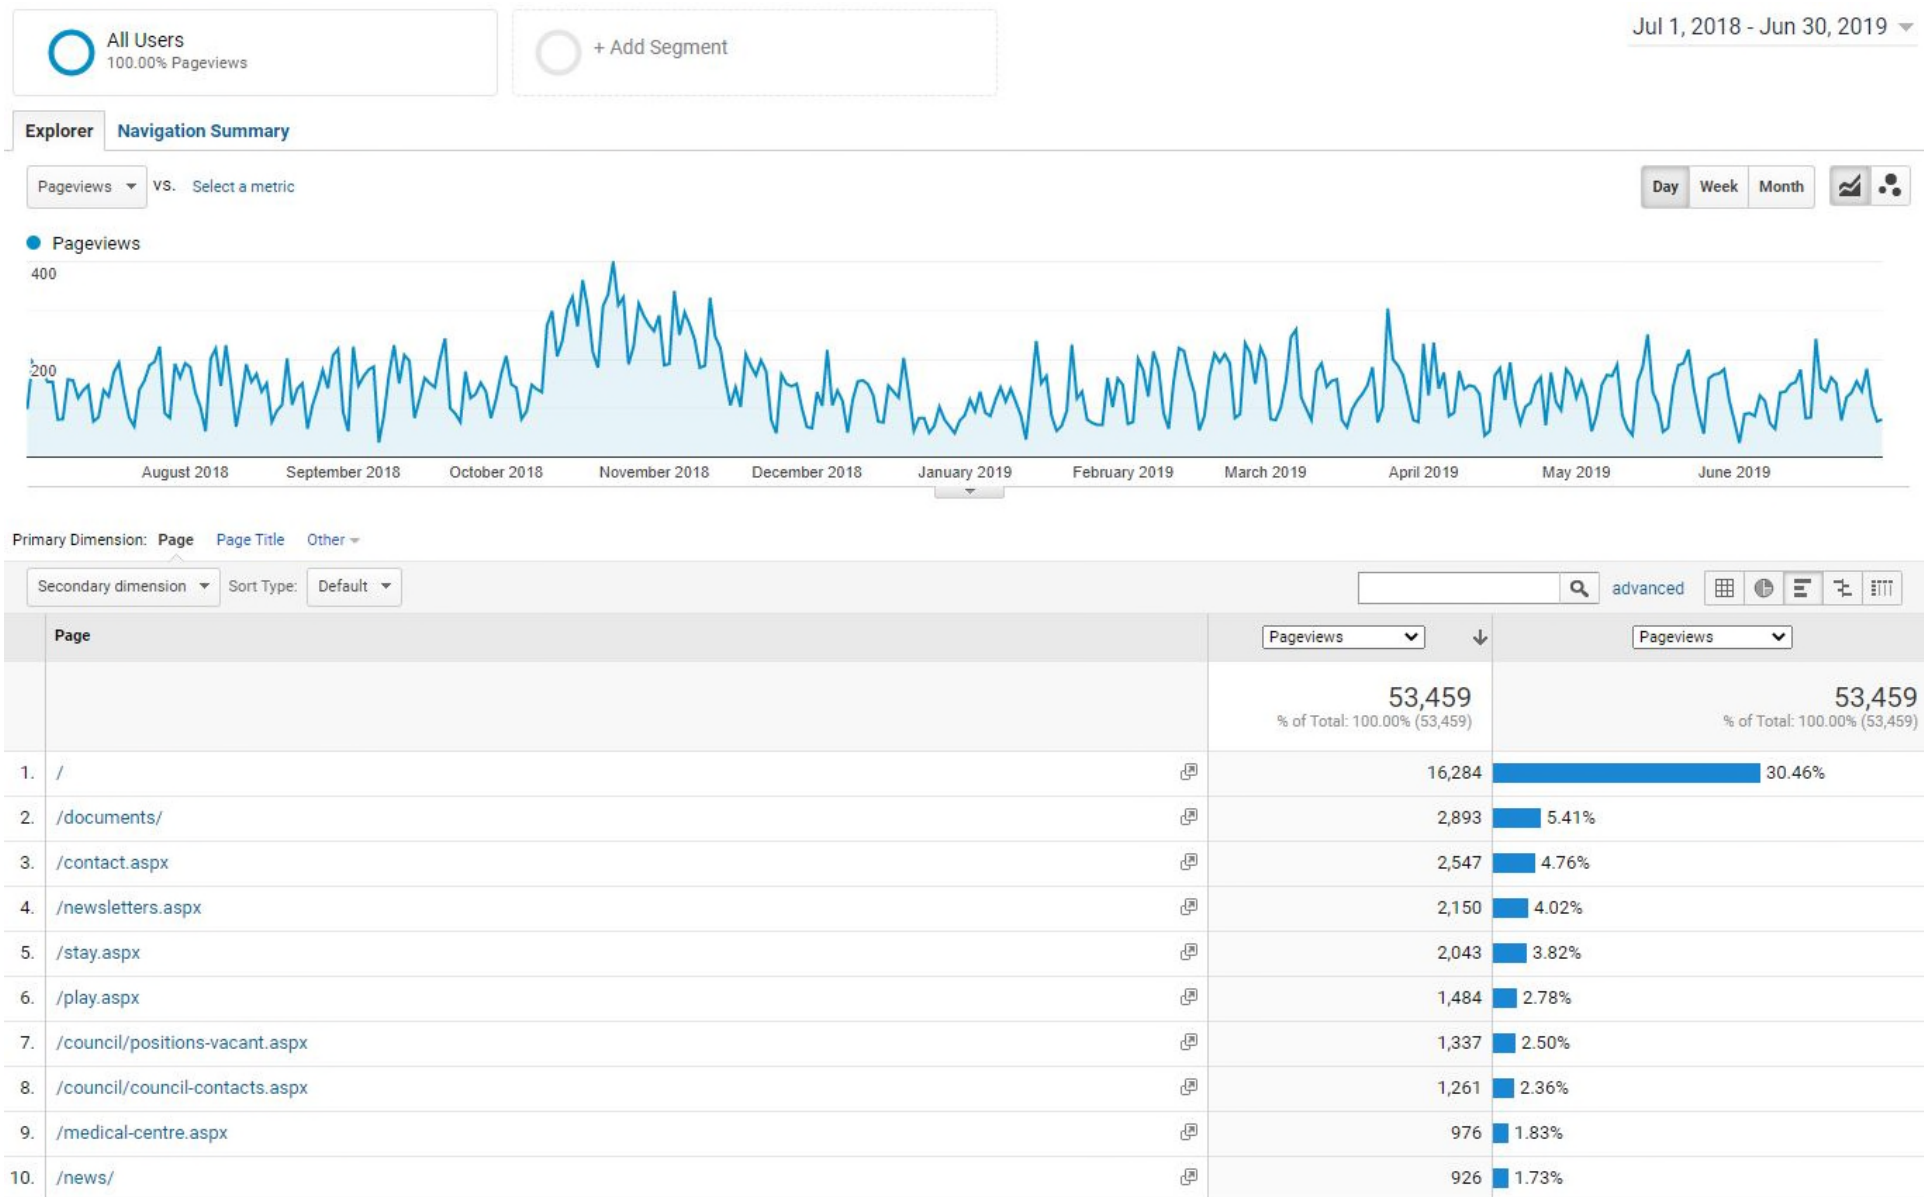 All Users
100.00% Pageviews
+ Add Segment
Jul 1, 2018 - Jun 30, 2019
Explorer Navigation Summary
Pageviews VS. Select a metric
Day Week Month
Pageviews
400
200
August 2018 September 2018 October 2018 November 2018 December 2018 January 2019 February 2019 March 2019 April 2019 May 2019 June 2019
Primary Dimension: Page Page Title Other
Secondary dimension Sort Type: Default advanced
Page Pageviews Pageviews
53,459 53,459
% of Total: 100.00% (53,459) % of Total: 100.00% (53,459)
1. / 16,284 30.46%
2. /documents/ 2,893 5.41%
3. /contact.aspx 2,547 4.76%
4. /newsletters.aspx 2,150 4.02%
5. /stay.aspx 2,043 3.82%
6. /play.aspx 1,484 2.78%
7. /council/positions-vacant.aspx 1,337 2.50%
8. /council/council-contacts.aspx 1,261 2.36%
9. /medical-centre.aspx 976 1.83%
10. /news/ 926 1.73%